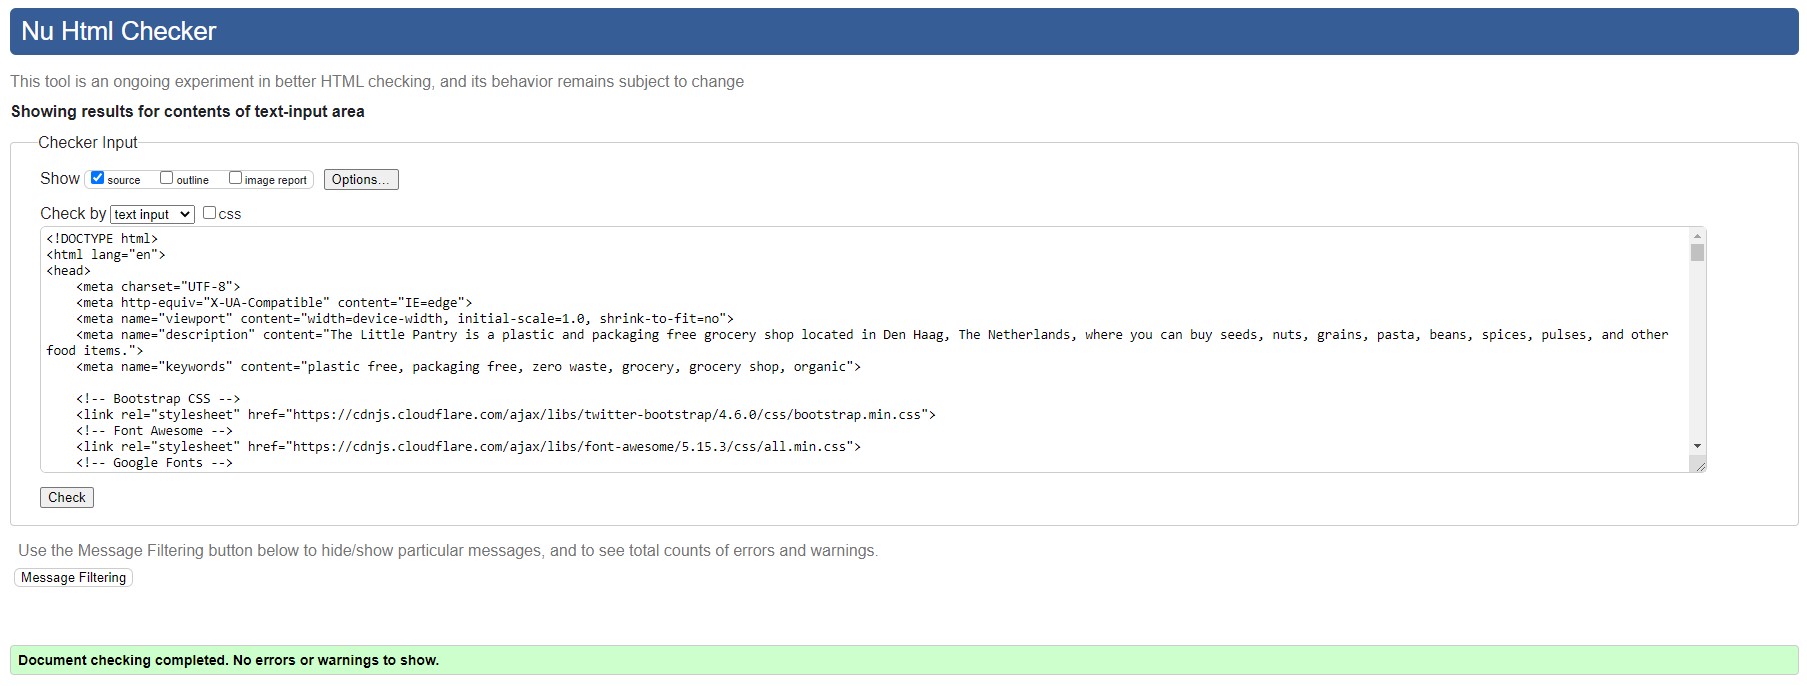 Nu Html Checker
This tool is an ongoing experiment in better HTML checking, and its behavior remains subject to change
Showing results for contents of text-input area
Checker Input
Show source outline image report Options...
Check by text input css
<!DOCTYPE html>
<html lang="en">
<head>
    <meta charset="UTF-8">
    <meta http-equiv="X-UA-Compatible" content="IE=edge">
    <meta name="viewport" content="width=device-width, initial-scale=1.0, shrink-to-fit=no">
    <meta name="description" content="The Little Pantry is a plastic and packaging free grocery shop located in Den Haag, The Netherlands, where you can buy seeds, nuts, grains, pasta, beans, spices, pulses, and other
food items.">
    <meta name="keywords" content="plastic free, packaging free, zero waste, grocery, grocery shop, organic">
    <!-- Bootstrap CSS -->
    <link rel="stylesheet" href="https://cdnjs.cloudflare.com/ajax/libs/twitter-bootstrap/4.6.0/css/bootstrap.min.css">
    <!-- Font Awesome -->
    <link rel="stylesheet" href="https://cdnjs.cloudflare.com/ajax/libs/font-awesome/5.15.3/css/all.min.css">
    <!-- Google Fonts -->
Check
Use the Message Filtering button below to hide/show particular messages, and to see total counts of errors and warnings.
Message Filtering
Document checking completed. No errors or warnings to show.